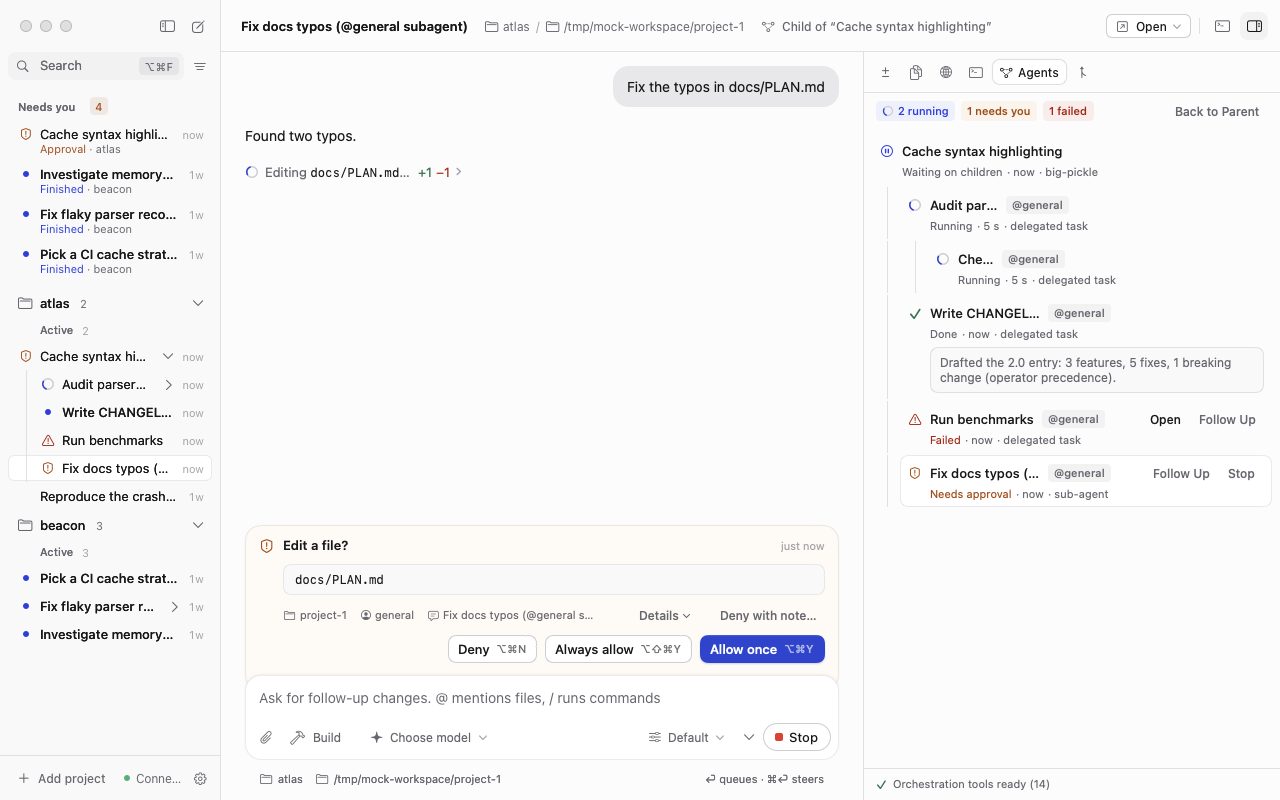 Fix docs typos (@general subagent)
atlas / /tmp/mock-workspace/project-1
Child of “Cache syntax highlighting”
Open
Search ⌥⌘F
Needs you 4
Cache syntax highli... now
Approval · atlas
Investigate memory... 1w
Finished · beacon
Fix flaky parser reco... 1w
Finished · beacon
Pick a CI cache strat... 1w
Finished · beacon
atlas 2
Active 2
Cache syntax hi... now
Audit parser... now
Write CHANGEL... now
Run benchmarks now
Fix docs typos (... now
Reproduce the crash... 1w
beacon 3
Active 3
Pick a CI cache strat... 1w
Fix flaky parser r... 1w
Investigate memory... 1w
Add project
Conne...
Fix the typos in docs/PLAN.md
Found two typos.
Editing docs/PLAN.md... +1 −1
Edit a file? just now
docs/PLAN.md
project-1 general Fix docs typos (@general s... Details Deny with note...
Deny ⌥⌘N Always allow ⌥⇧⌘Y Allow once ⌥⌘Y
Ask for follow-up changes. @ mentions files, / runs commands
Build Choose model Default Stop
atlas /tmp/mock-workspace/project-1 ⏎ queues · ⌘⏎ steers
Agents
2 running 1 needs you 1 failed Back to Parent
Cache syntax highlighting
Waiting on children · now · big-pickle
Audit par... @general
Running · 5 s · delegated task
Che... @general
Running · 5 s · delegated task
Write CHANGEL... @general
Done · now · delegated task
Drafted the 2.0 entry: 3 features, 5 fixes, 1 breaking
change (operator precedence).
Run benchmarks @general Open Follow Up
Failed · now · delegated task
Fix docs typos (... @general Follow Up Stop
Needs approval · now · sub-agent
Orchestration tools ready (14)